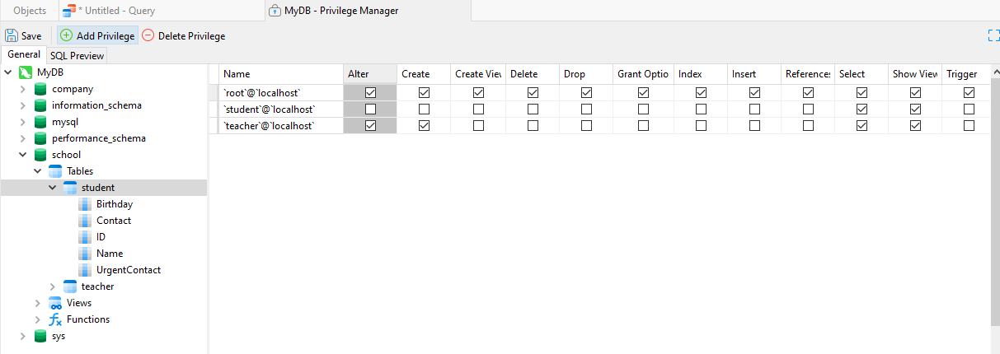 Objects * Untitled - Query MyDB - Privilege Manager
Save Add Privilege Delete Privilege
General SQL Preview
MyDB
company
information_schema
mysql
performance_schema
school
Tables
student
Birthday
Contact
ID
Name
UrgentContact
teacher
Views
fx Functions
sys
Name Alter Create Create View Delete Drop Grant Optio Index Insert References Select Show View Trigger
`root`@`localhost`
`student`@`localhost`
`teacher`@`localhost`